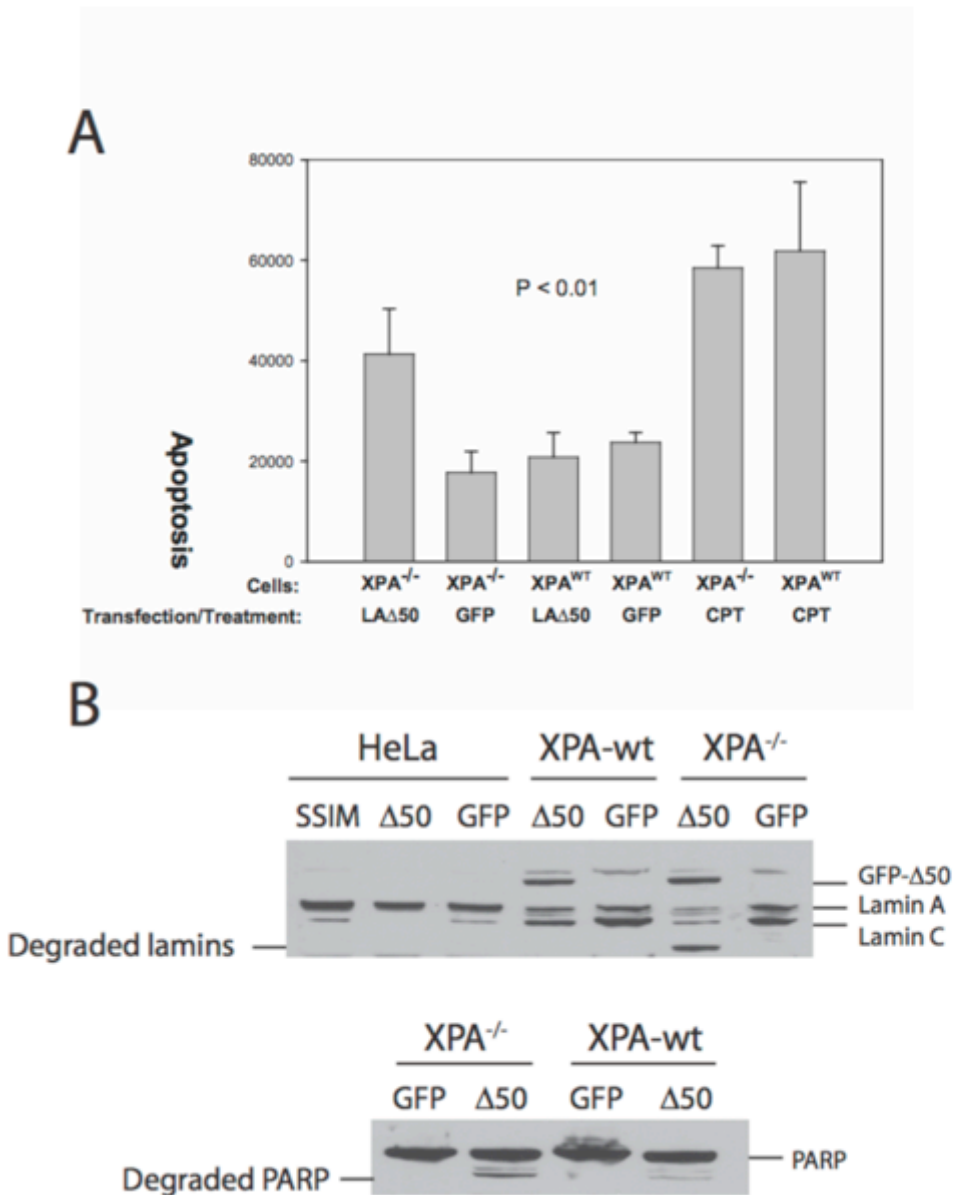 A
80000
60000
40000
20000
0
P < 0.01
Apoptosis
Cells: XPA-/- XPA-/- XPAWT XPAWT XPA-/- XPAWT
Transfection/Treatment: LAΔ50 GFP LAΔ50 GFP CPT CPT
B
HeLa XPA-wt XPA-/-
SSIM Δ50 GFP Δ50 GFP Δ50 GFP
GFP-Δ50
Lamin A
Lamin C
Degraded lamins
XPA-/- XPA-wt
GFP Δ50 GFP Δ50
PARP
Degraded PARP